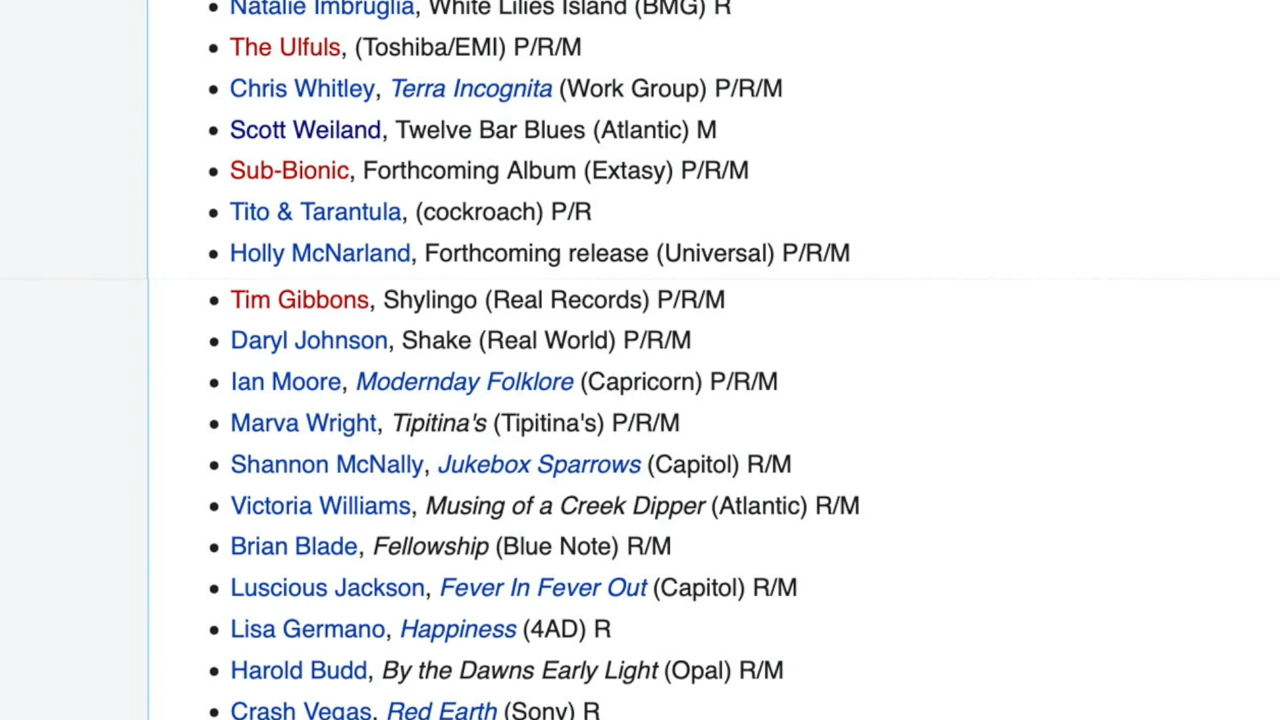 Natalie Imbruglia, White Lilies Island (BMG) R
The Ulfuls, (Toshiba/EMI) P/R/M
Chris Whitley, Terra Incognita (Work Group) P/R/M
Scott Weiland, Twelve Bar Blues (Atlantic) M
Sub-Bionic, Forthcoming Album (Extasy) P/R/M
Tito & Tarantula, (cockroach) P/R
Holly McNarland, Forthcoming release (Universal) P/R/M
Tim Gibbons, Shylingo (Real Records) P/R/M
Daryl Johnson, Shake (Real World) P/R/M
Ian Moore, Modernday Folklore (Capricorn) P/R/M
Marva Wright, Tipitina's (Tipitina's) P/R/M
Shannon McNally, Jukebox Sparrows (Capitol) R/M
Victoria Williams, Musing of a Creek Dipper (Atlantic) R/M
Brian Blade, Fellowship (Blue Note) R/M
Luscious Jackson, Fever In Fever Out (Capitol) R/M
Lisa Germano, Happiness (4AD) R
Harold Budd, By the Dawns Early Light (Opal) R/M
Crash Vegas, Red Earth (Sony) R